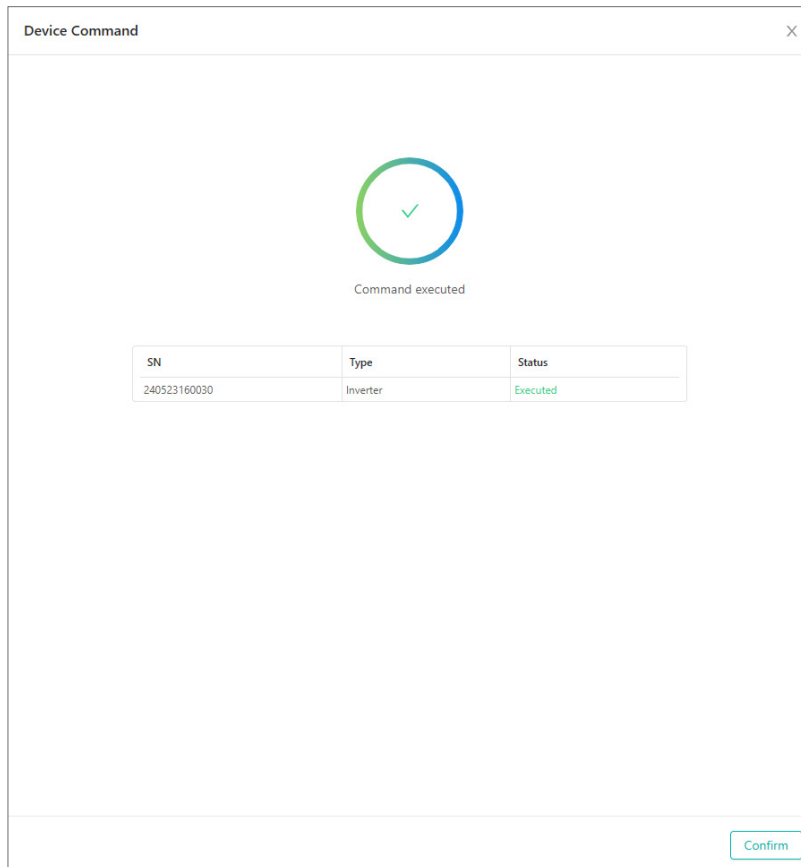 Device Command
Command executed
SN Type Status
240523160030 Inverter Executed
Confirm